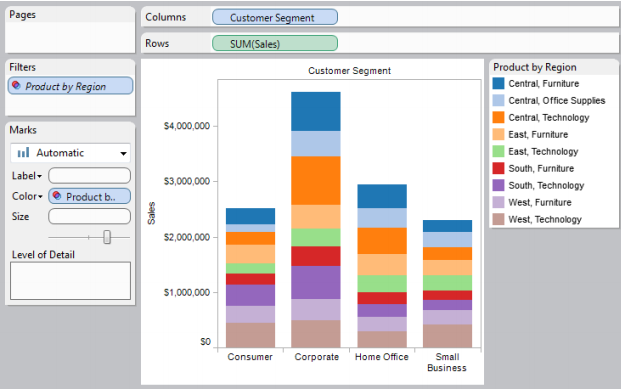 Pages
Columns
Customer Segment
Rows
SUM(Sales)
Filters
Product by Region
Marks
Automatic
Label
Color
Product b..
Size
Level of Detail
Customer Segment
Sales
$4,000,000
$3,000,000
$2,000,000
$1,000,000
$0
Consumer
Corporate
Home Office
Small
Business
Product by Region
Central, Furniture
Central, Office Supplies
Central, Technology
East, Furniture
East, Technology
South, Furniture
South, Technology
West, Furniture
West, Technology